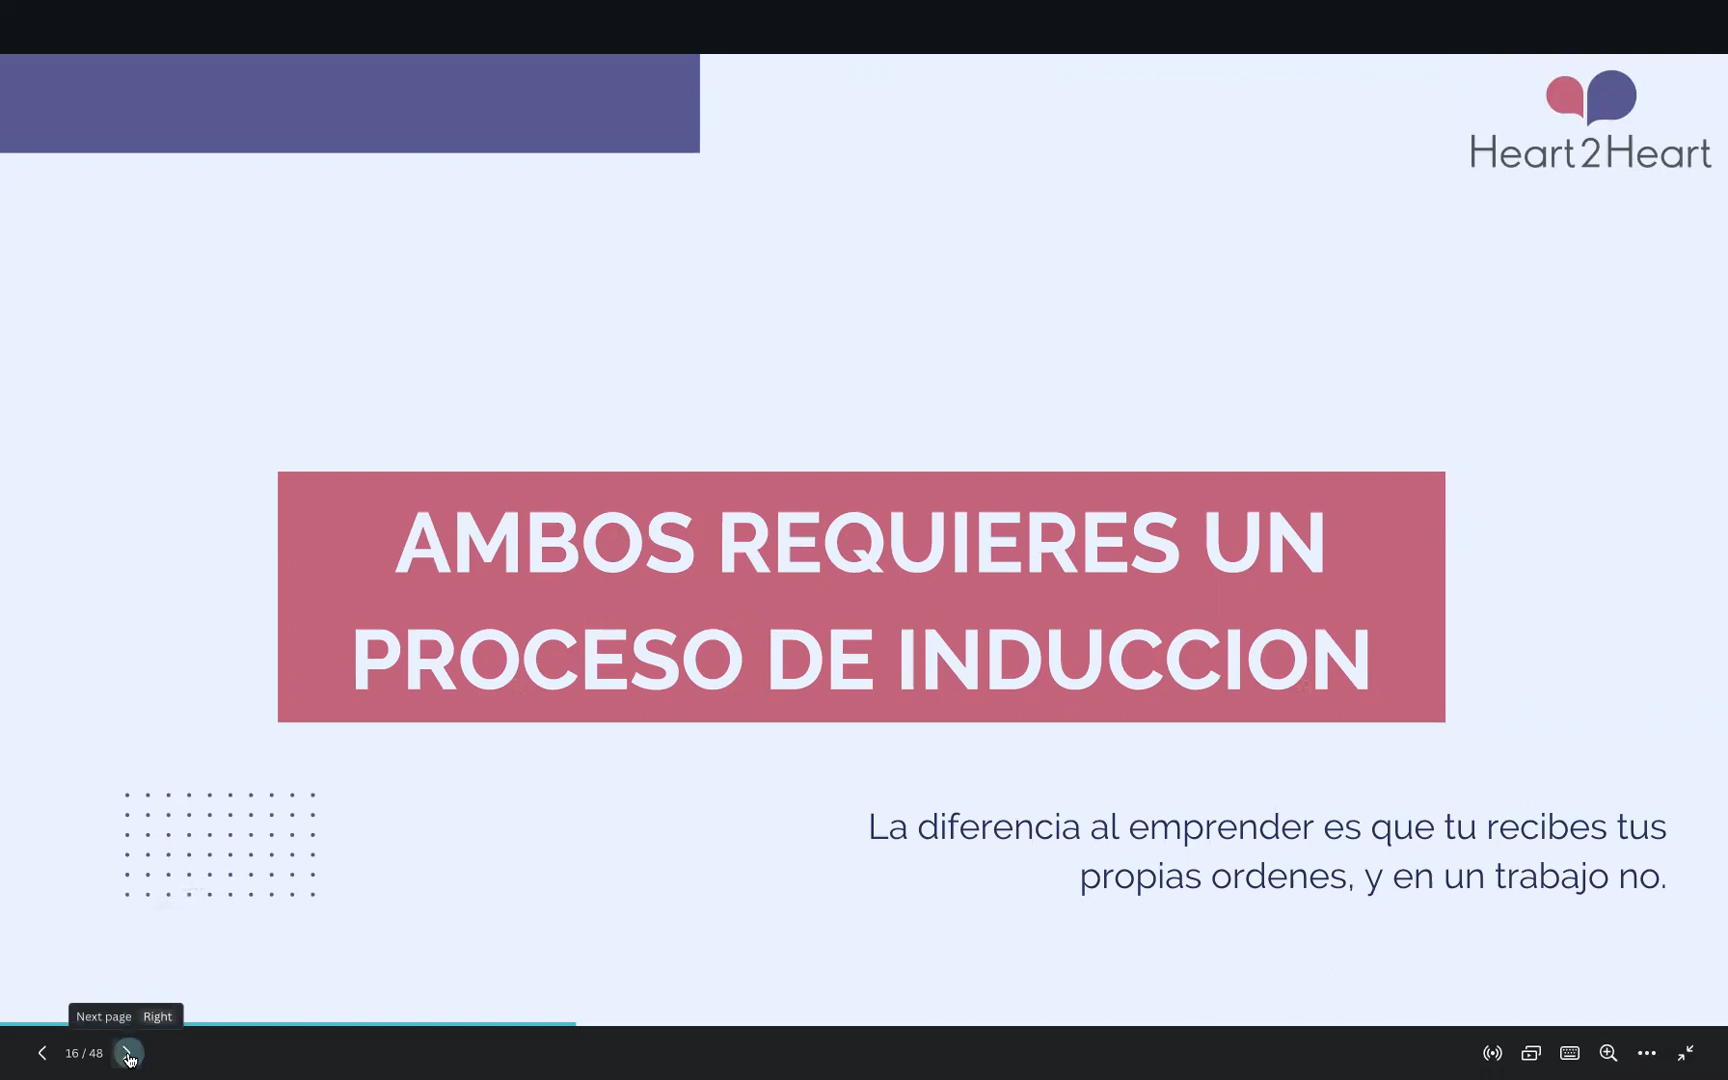 Heart2Heart
AMBOS REQUIERES UN
PROCESO DE INDUCCION
La diferencia al emprender es que tu recibes tus
propias ordenes, y en un trabajo no.
Next page Right
16 / 48